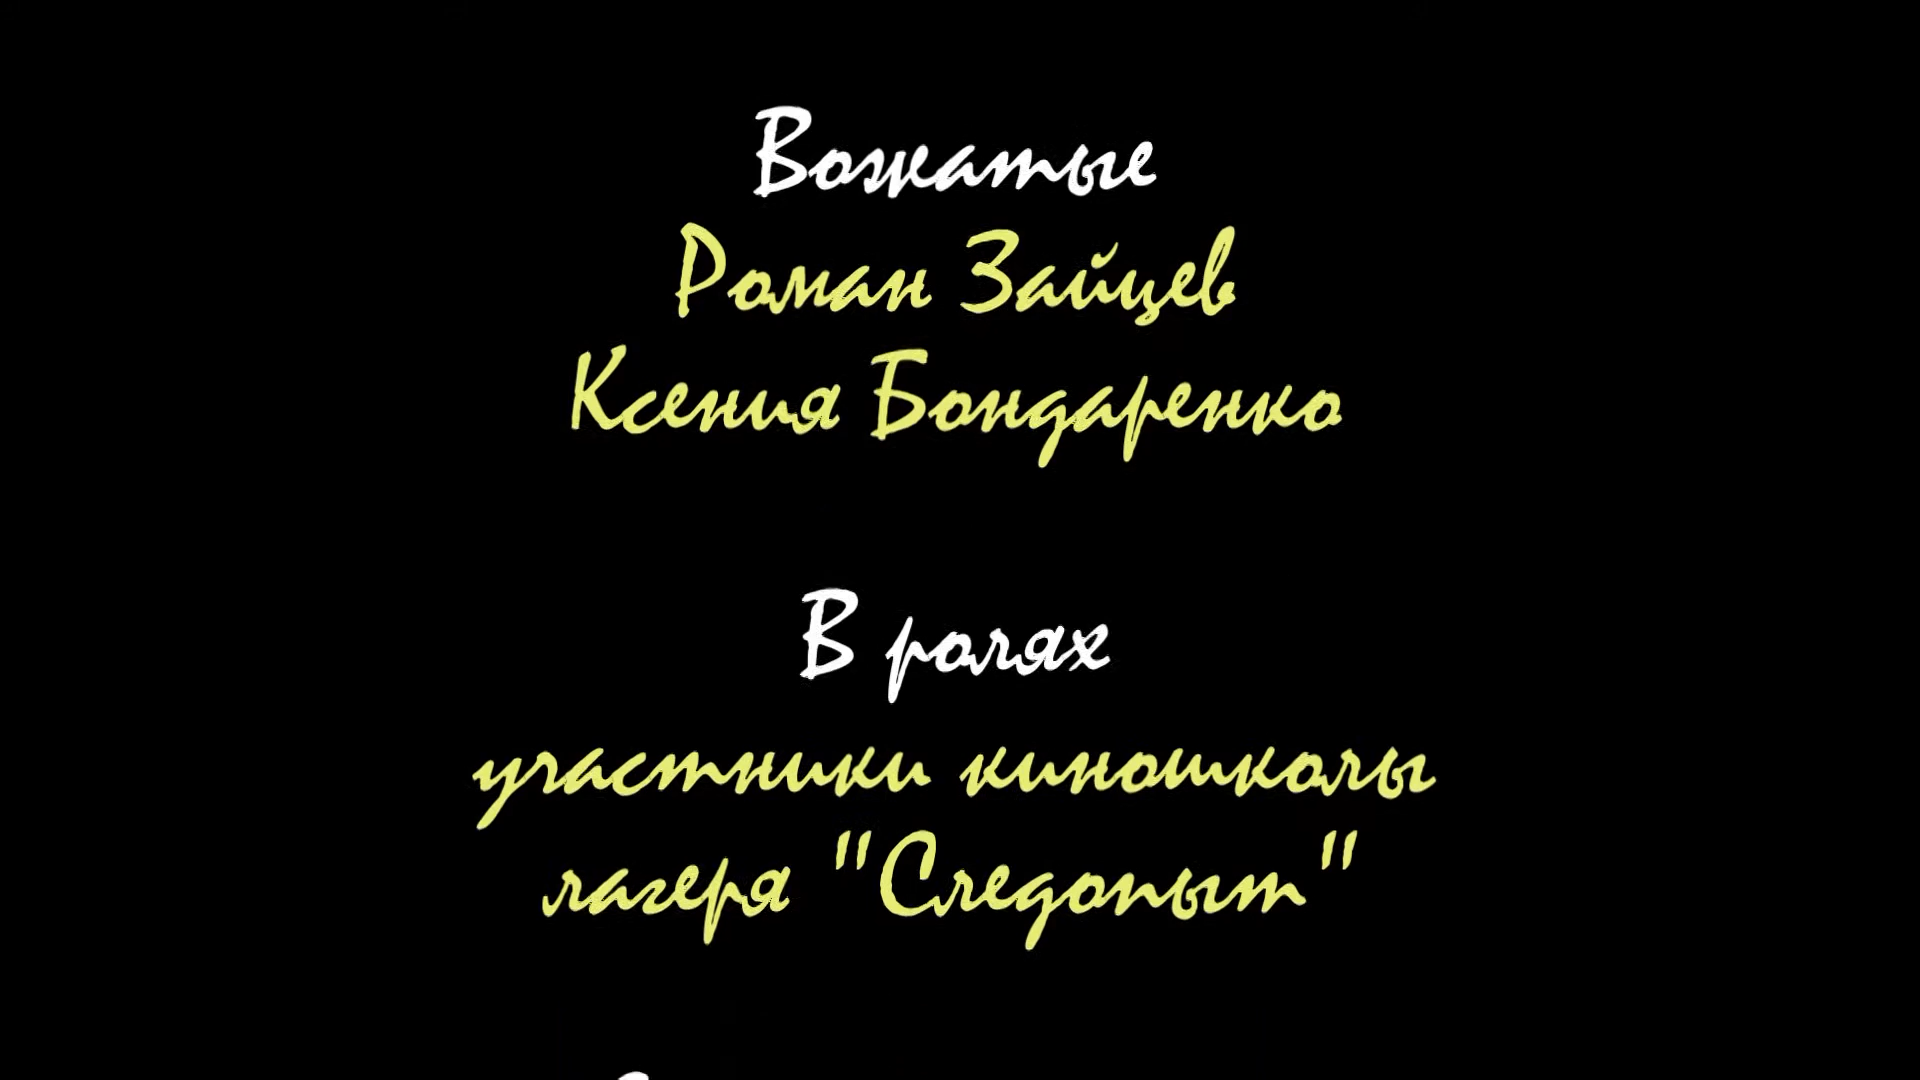 Вожатые
Роман Зайцев
Ксения Бондаренко
В ролях
участники киношколы
лагеря "Следопыт"